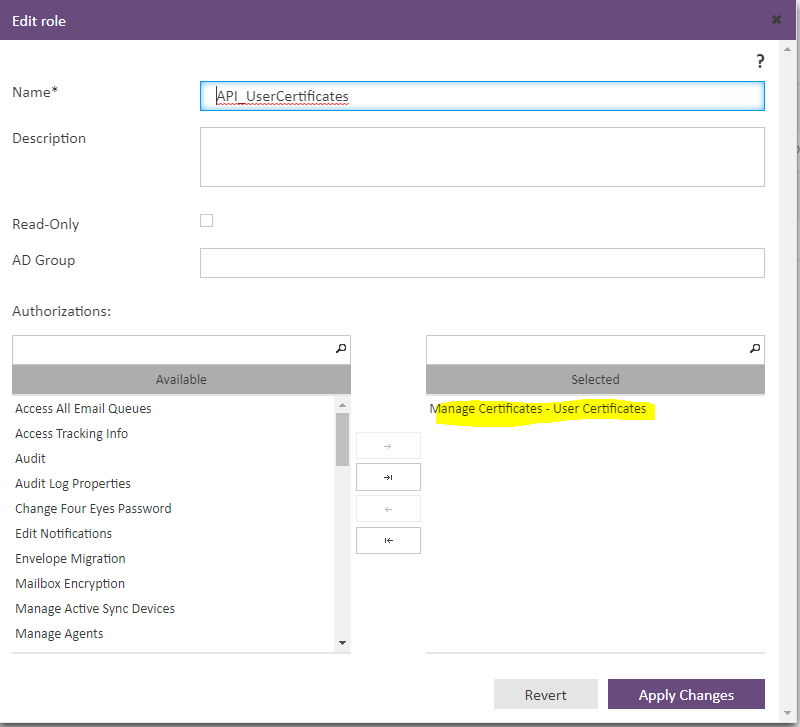 Edit role
?
Name*
API_UserCertificates
Description
Read-Only
AD Group
Authorizations:
Available
Selected
Access All Email Queues
Manage Certificates - User Certificates
Access Tracking Info
Audit
Audit Log Properties
Change Four Eyes Password
Edit Notifications
Envelope Migration
Mailbox Encryption
Manage Active Sync Devices
Manage Agents
Revert
Apply Changes